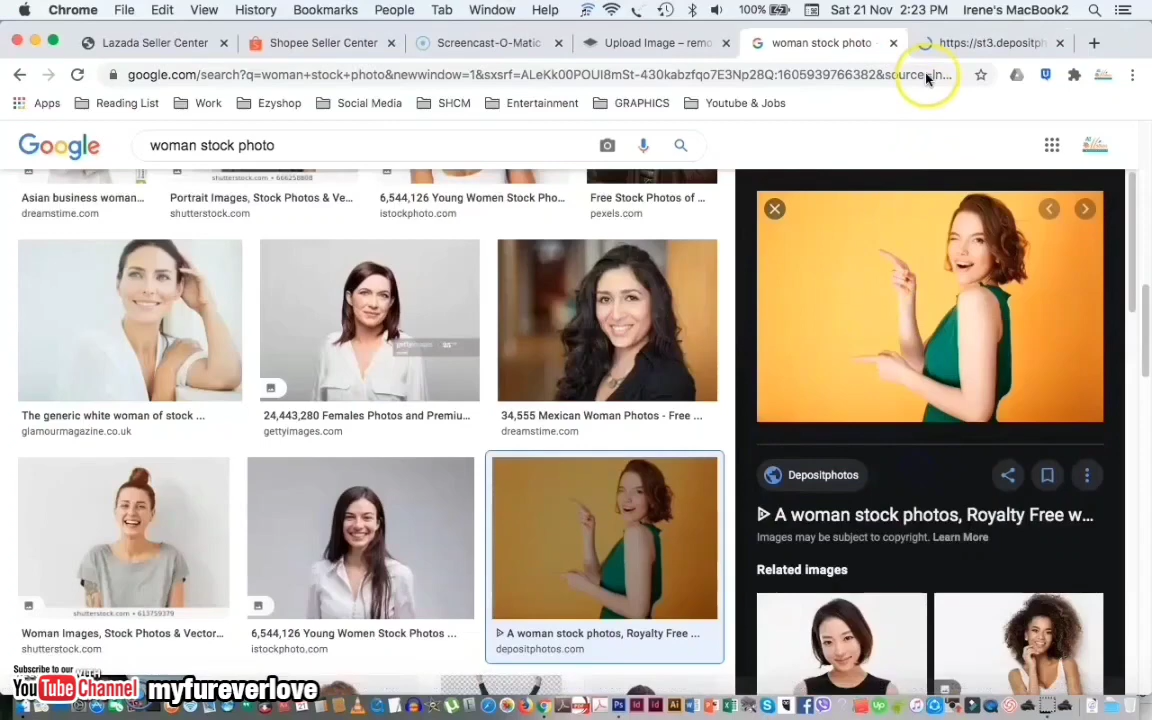 Chrome File Edit View History Bookmarks People Tab Window Help 100% Sat 21 Nov 2:23 PM Irene's MacBook2
Lazada Seller Center Shopee Seller Center Screencast-O-Matic Upload Image – remo woman stock photo - https://st3.depositph
google.com/search?q=woman+stock+photo&newwindow=1&sxsrf=ALeKk00POUI8mSt-430kabzfqo7E3Np28Q:1605939766382&source=ln...
Apps Reading List Work Ezyshop Social Media SHCM Entertainment GRAPHICS Youtube & Jobs
Google woman stock photo
shutterstock.com • 666258808
Asian business woman... Portrait Images, Stock Photos & Ve... 6,544,126 Young Women Stock Pho... Free Stock Photos of ...
dreamstime.com shutterstock.com istockphoto.com pexels.com
gettyimages
The generic white woman of stock ... 24,443,280 Females Photos and Premiu... 34,555 Mexican Woman Photos - Free ...
glamourmagazine.co.uk gettyimages.com dreamstime.com
Depositphotos
A woman stock photos, Royalty Free w...
Images may be subject to copyright. Learn More
Related images
shutterstock.com • 613759379
Woman Images, Stock Photos & Vector... 6,544,126 Young Women Stock Photos ... A woman stock photos, Royalty Free ...
shutterstock.com istockphoto.com depositphotos.com
Subscribe to our
YouTube Channel myfureverlove